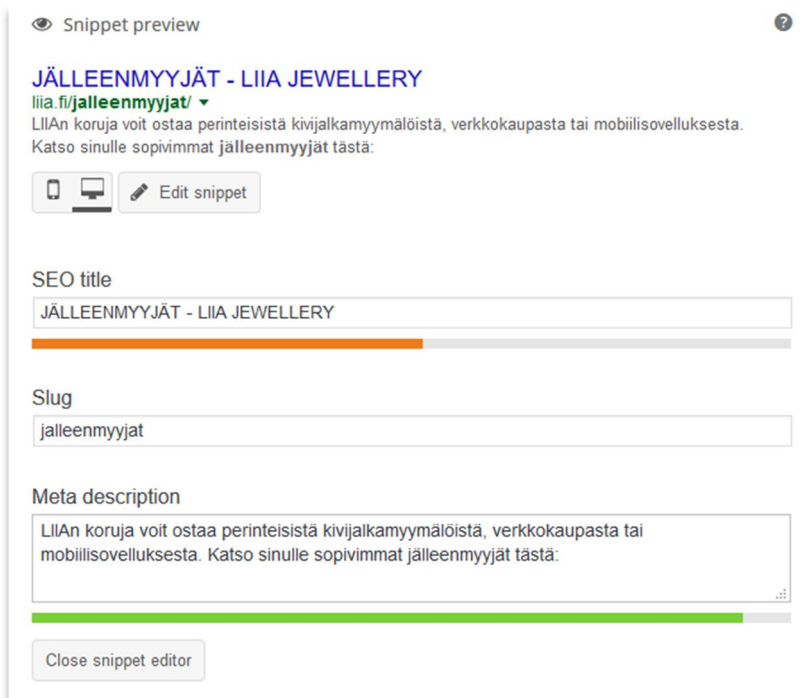 Snippet preview
JÄLLEENMYYJÄT - LIIA JEWELLERY
liia.fi/jalleenmyyjat/
LIIAn koruja voit ostaa perinteisistä kivijalkamyymälöistä, verkkokaupasta tai mobiilisovelluksesta.
Katso sinulle sopivimmat jälleenmyyjät tästä:
Edit snippet
SEO title
JÄLLEENMYYJÄT - LIIA JEWELLERY
Slug
jalleenmyyjat
Meta description
LIIAn koruja voit ostaa perinteisistä kivijalkamyymälöistä, verkkokaupasta tai
mobiilisovelluksesta. Katso sinulle sopivimmat jälleenmyyjät tästä:
Close snippet editor